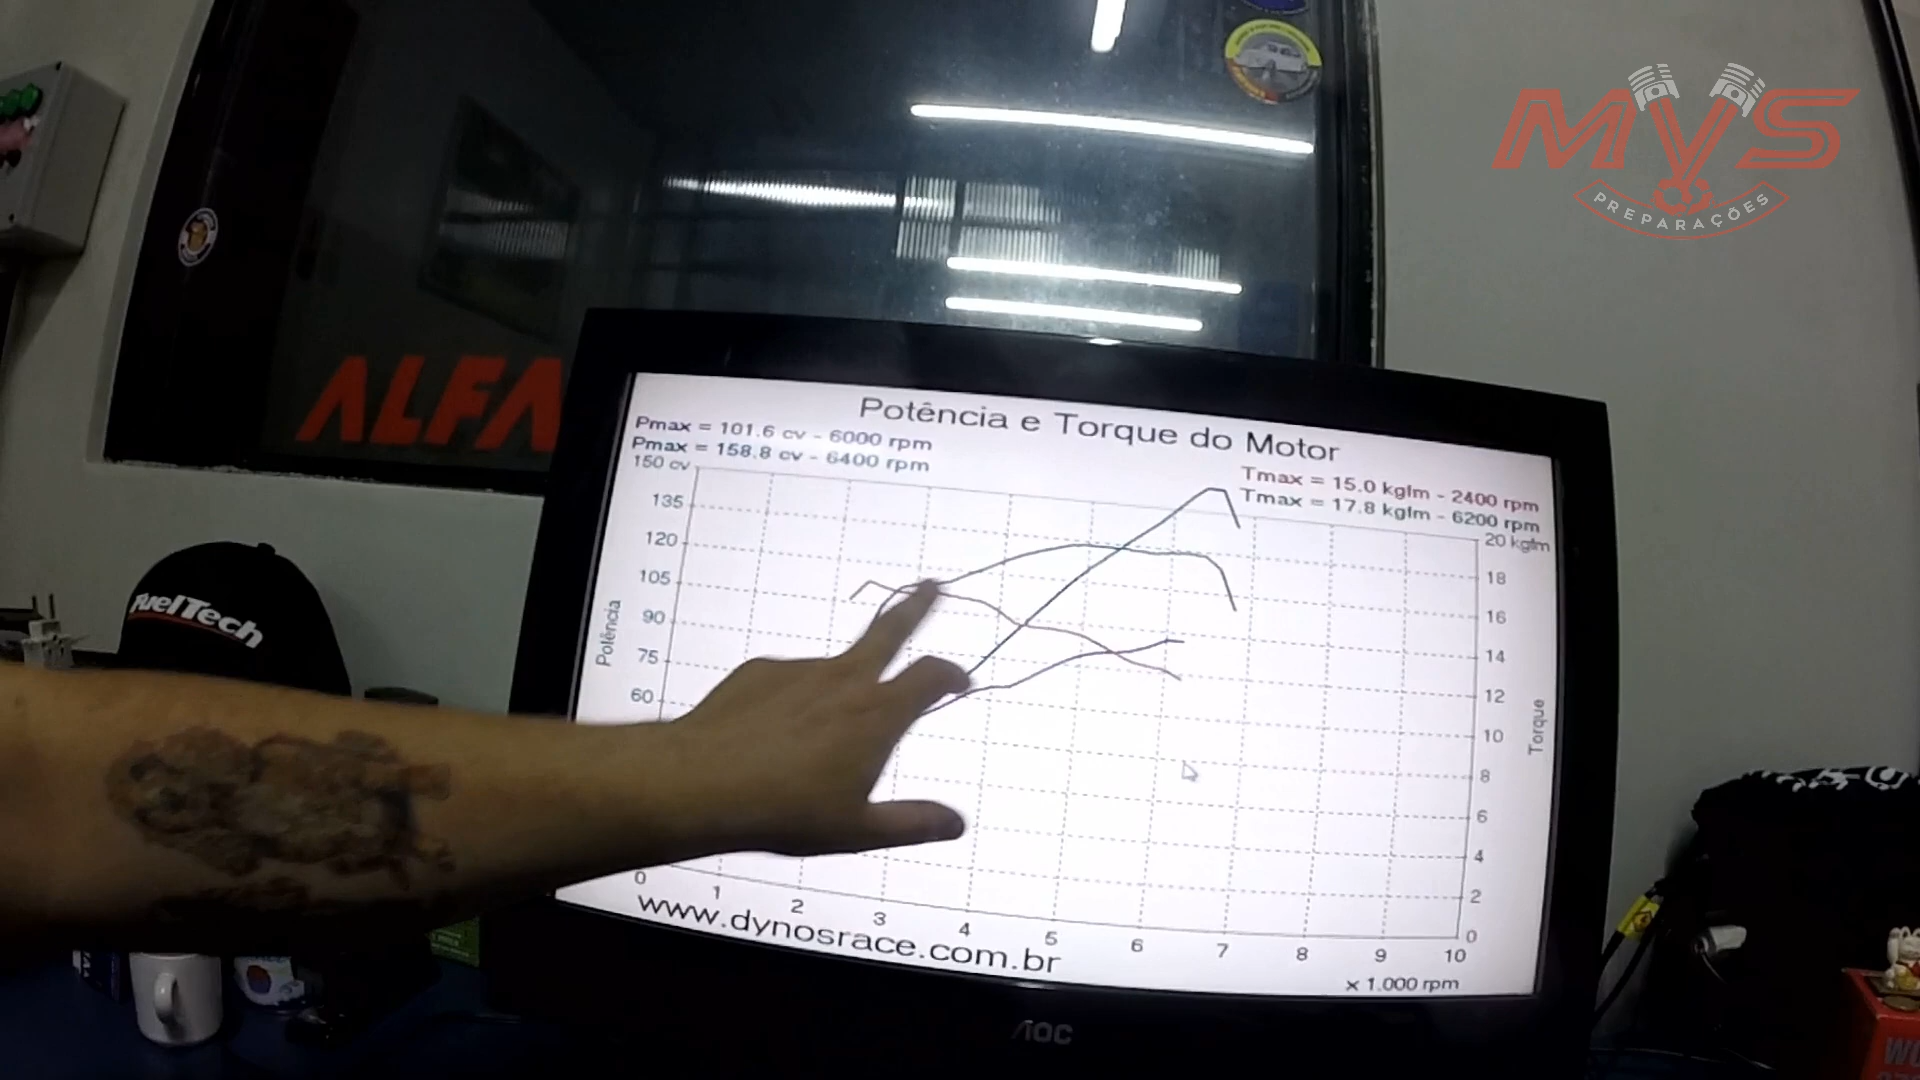 MVS
PREPARAÇÕES
ALFA
FuelTech
Potência e Torque do Motor
Pmax = 101.6 cv - 6000 rpm
Pmax = 158.8 cv - 6400 rpm
Tmax = 15.0 kgfm - 2400 rpm
Tmax = 17.8 kgfm - 6200 rpm
150 cv
135
120
105
90
75
60
Potência
20 kgfm
18
16
14
12
10
8
6
4
2
0
Torque
0 1 2 3 4 5 6 7 8 9 10
x 1.000 rpm
www.dynosrace.com.br
AOC